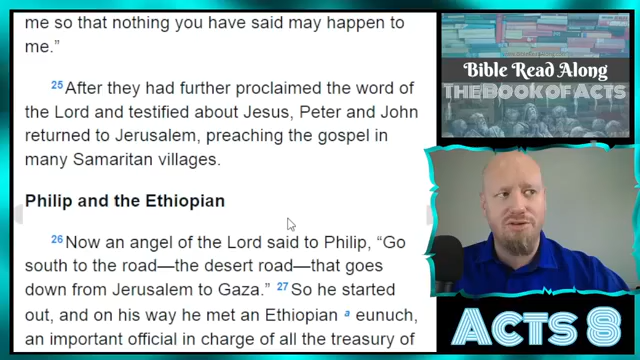 me so that nothing you have said may happen to
me.”
25 After they had further proclaimed the word of
the Lord and testified about Jesus, Peter and John
returned to Jerusalem, preaching the gospel in
many Samaritan villages.
Philip and the Ethiopian
26 Now an angel of the Lord said to Philip, “Go
south to the road—the desert road—that goes
down from Jerusalem to Gaza.” 27 So he started
out, and on his way he met an Ethiopian a eunuch,
an important official in charge of all the treasury of
Bible Read Along
The Book of Acts
Acts 8